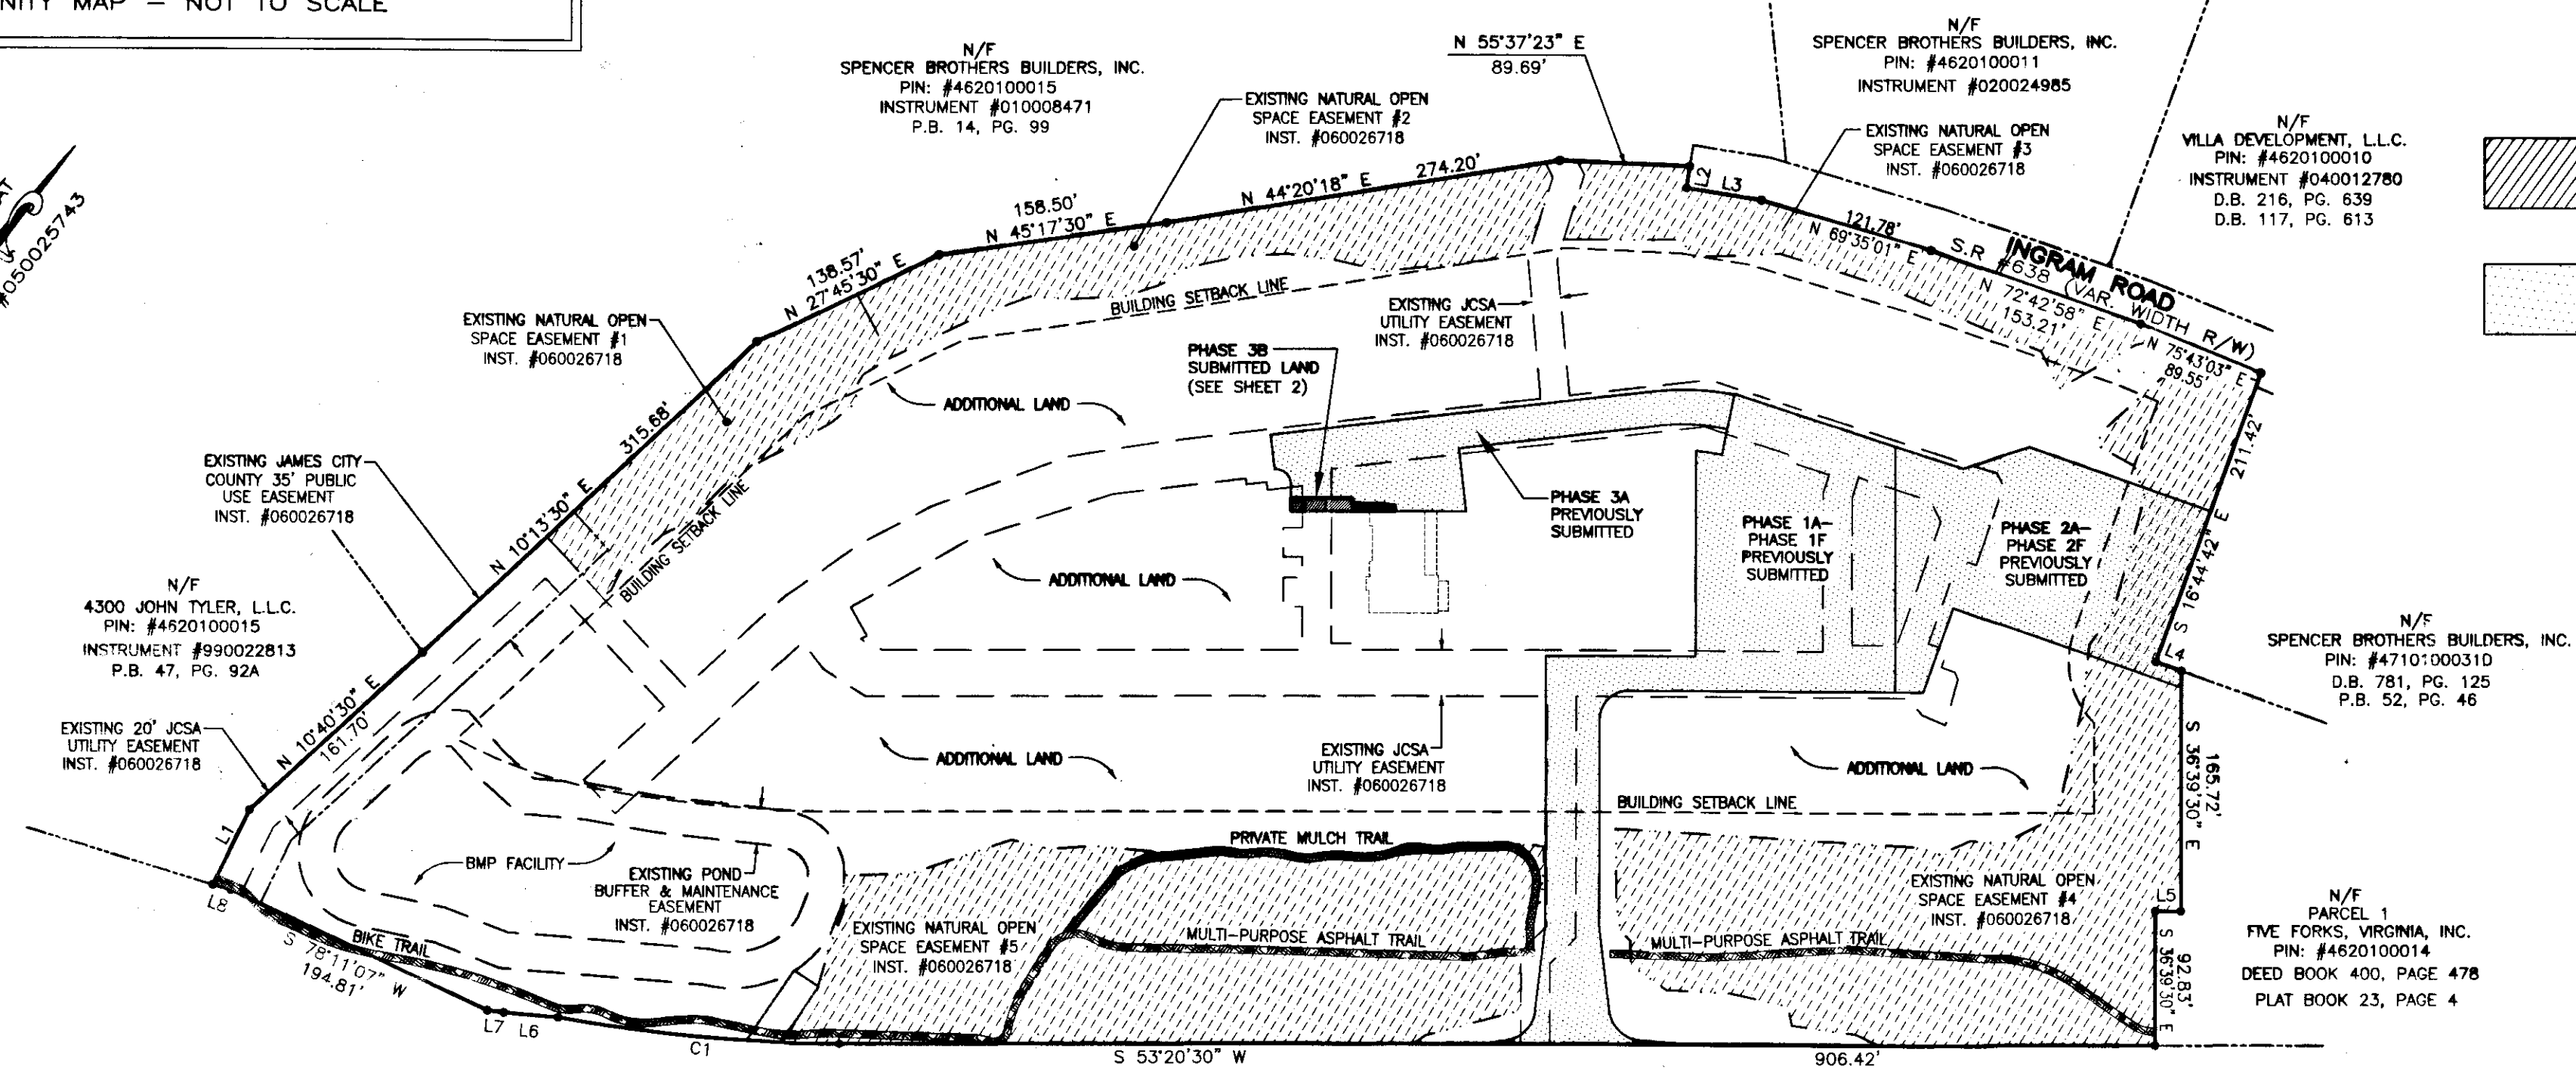 NITY MAP – NOT TO SCALE
#050025743
N/F
SPENCER BROTHERS BUILDERS, INC.
PIN: #4620100015
INSTRUMENT #010008471
P.B. 14, PG. 99
EXISTING NATURAL OPEN
SPACE EASEMENT #2
INST. #060026718
N 55°37'23" E
89.69'
N/F
SPENCER BROTHERS BUILDERS, INC.
PIN: #4620100011
INSTRUMENT #020024985
EXISTING NATURAL OPEN
SPACE EASEMENT #3
INST. #060026718
N/F
VILLA DEVELOPMENT, L.L.C.
PIN: #4620100010
INSTRUMENT #040012780
D.B. 216, PG. 639
D.B. 117, PG. 613
L2
L3
121.78'
N 69°35'01" E
INGRAM ROAD
S.R #638 (VAR. WIDTH R/W)
N 72°42'58" E
153.21'
N 75°43'03" E
89.55'
274.20'
N 44°20'18" E
158.50'
N 45°17'30" E
138.57'
N 27°45'30" E
BUILDING SETBACK LINE
EXISTING JCSA
UTILITY EASEMENT
INST. #060026718
EXISTING NATURAL OPEN
SPACE EASEMENT #1
INST. #060026718
PHASE 3B
SUBMITTED LAND
(SEE SHEET 2)
ADDITIONAL LAND
315.68'
N 10°13'30" E
BUILDING SETBACK LINE
EXISTING JAMES CITY
COUNTY 35' PUBLIC
USE EASEMENT
INST. #060026718
PHASE 3A
PREVIOUSLY
SUBMITTED
PHASE 1A–
PHASE 1F
PREVIOUSLY
SUBMITTED
PHASE 2A–
PHASE 2F
PREVIOUSLY
SUBMITTED
211.42'
S 16°44'42" E
L4
ADDITIONAL LAND
N/F
4300 JOHN TYLER, L.L.C.
PIN: #4620100015
INSTRUMENT #990022813
P.B. 47, PG. 92A
N/F
SPENCER BROTHERS BUILDERS, INC.
PIN: #4710100031D
D.B. 781, PG. 125
P.B. 52, PG. 46
EXISTING 20' JCSA
UTILITY EASEMENT
INST. #060026718
N 10°40'30" E
161.70'
ADDITIONAL LAND
EXISTING JCSA
UTILITY EASEMENT
INST. #060026718
ADDITIONAL LAND
BUILDING SETBACK LINE
165.72'
S 36°39'30" E
L1
L8
BMP FACILITY
EXISTING POND
BUFFER & MAINTENANCE
EASEMENT
INST. #060026718
PRIVATE MULCH TRAIL
EXISTING NATURAL OPEN
SPACE EASEMENT #5
INST. #060026718
MULTI-PURPOSE ASPHALT TRAIL
EXISTING NATURAL OPEN
SPACE EASEMENT #4
INST. #060026718
MULTI-PURPOSE ASPHALT TRAIL
L5
92.83'
S 36°39'30" E
N/F
PARCEL 1
FIVE FORKS, VIRGINIA, INC.
PIN: #4620100014
DEED BOOK 400, PAGE 478
PLAT BOOK 23, PAGE 4
BIKE TRAIL
S 78°11'07" W
194.81'
L7
L6
C1
S 53°20'30" W
906.42'